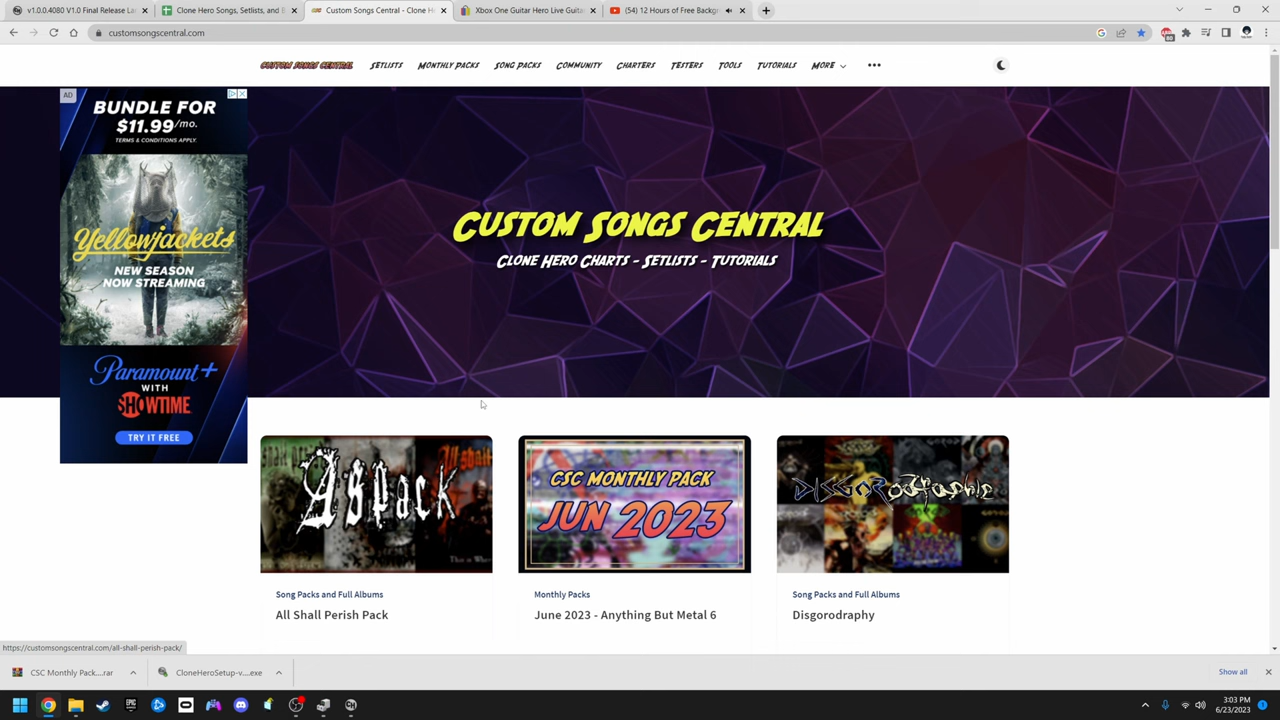 v1.0.0.4080 V1.0 Final Release La
Clone Hero Songs, Setlists, and
Custom Songs Central - Clone H
Xbox One Guitar Hero Live Guita
(54) 12 Hours of Free Backg
customsongscentral.com
Custom Songs Central
Setlists
Monthly Packs
Song Packs
Community
Charters
Testers
Tools
Tutorials
More
AD
BUNDLE FOR
$11.99/mo.
TERMS & CONDITIONS APPLY.
Yellowjackets
NEW SEASON
NOW STREAMING
Paramount+
WITH
SHOWTIME
TRY IT FREE
Custom Songs Central
Clone Hero Charts - Setlists - Tutorials
ASPack
CSC MONTHLY PACK
JUN 2023
DISGORodgraphie
Song Packs and Full Albums
All Shall Perish Pack
Monthly Packs
June 2023 - Anything But Metal 6
Song Packs and Full Albums
Disgorodgraphy
https://customsongscentral.com/all-shall-perish-pack/
CSC Monthly Pack....rar
CloneHeroSetup-v....exe
Show all
3:03 PM
6/23/2023